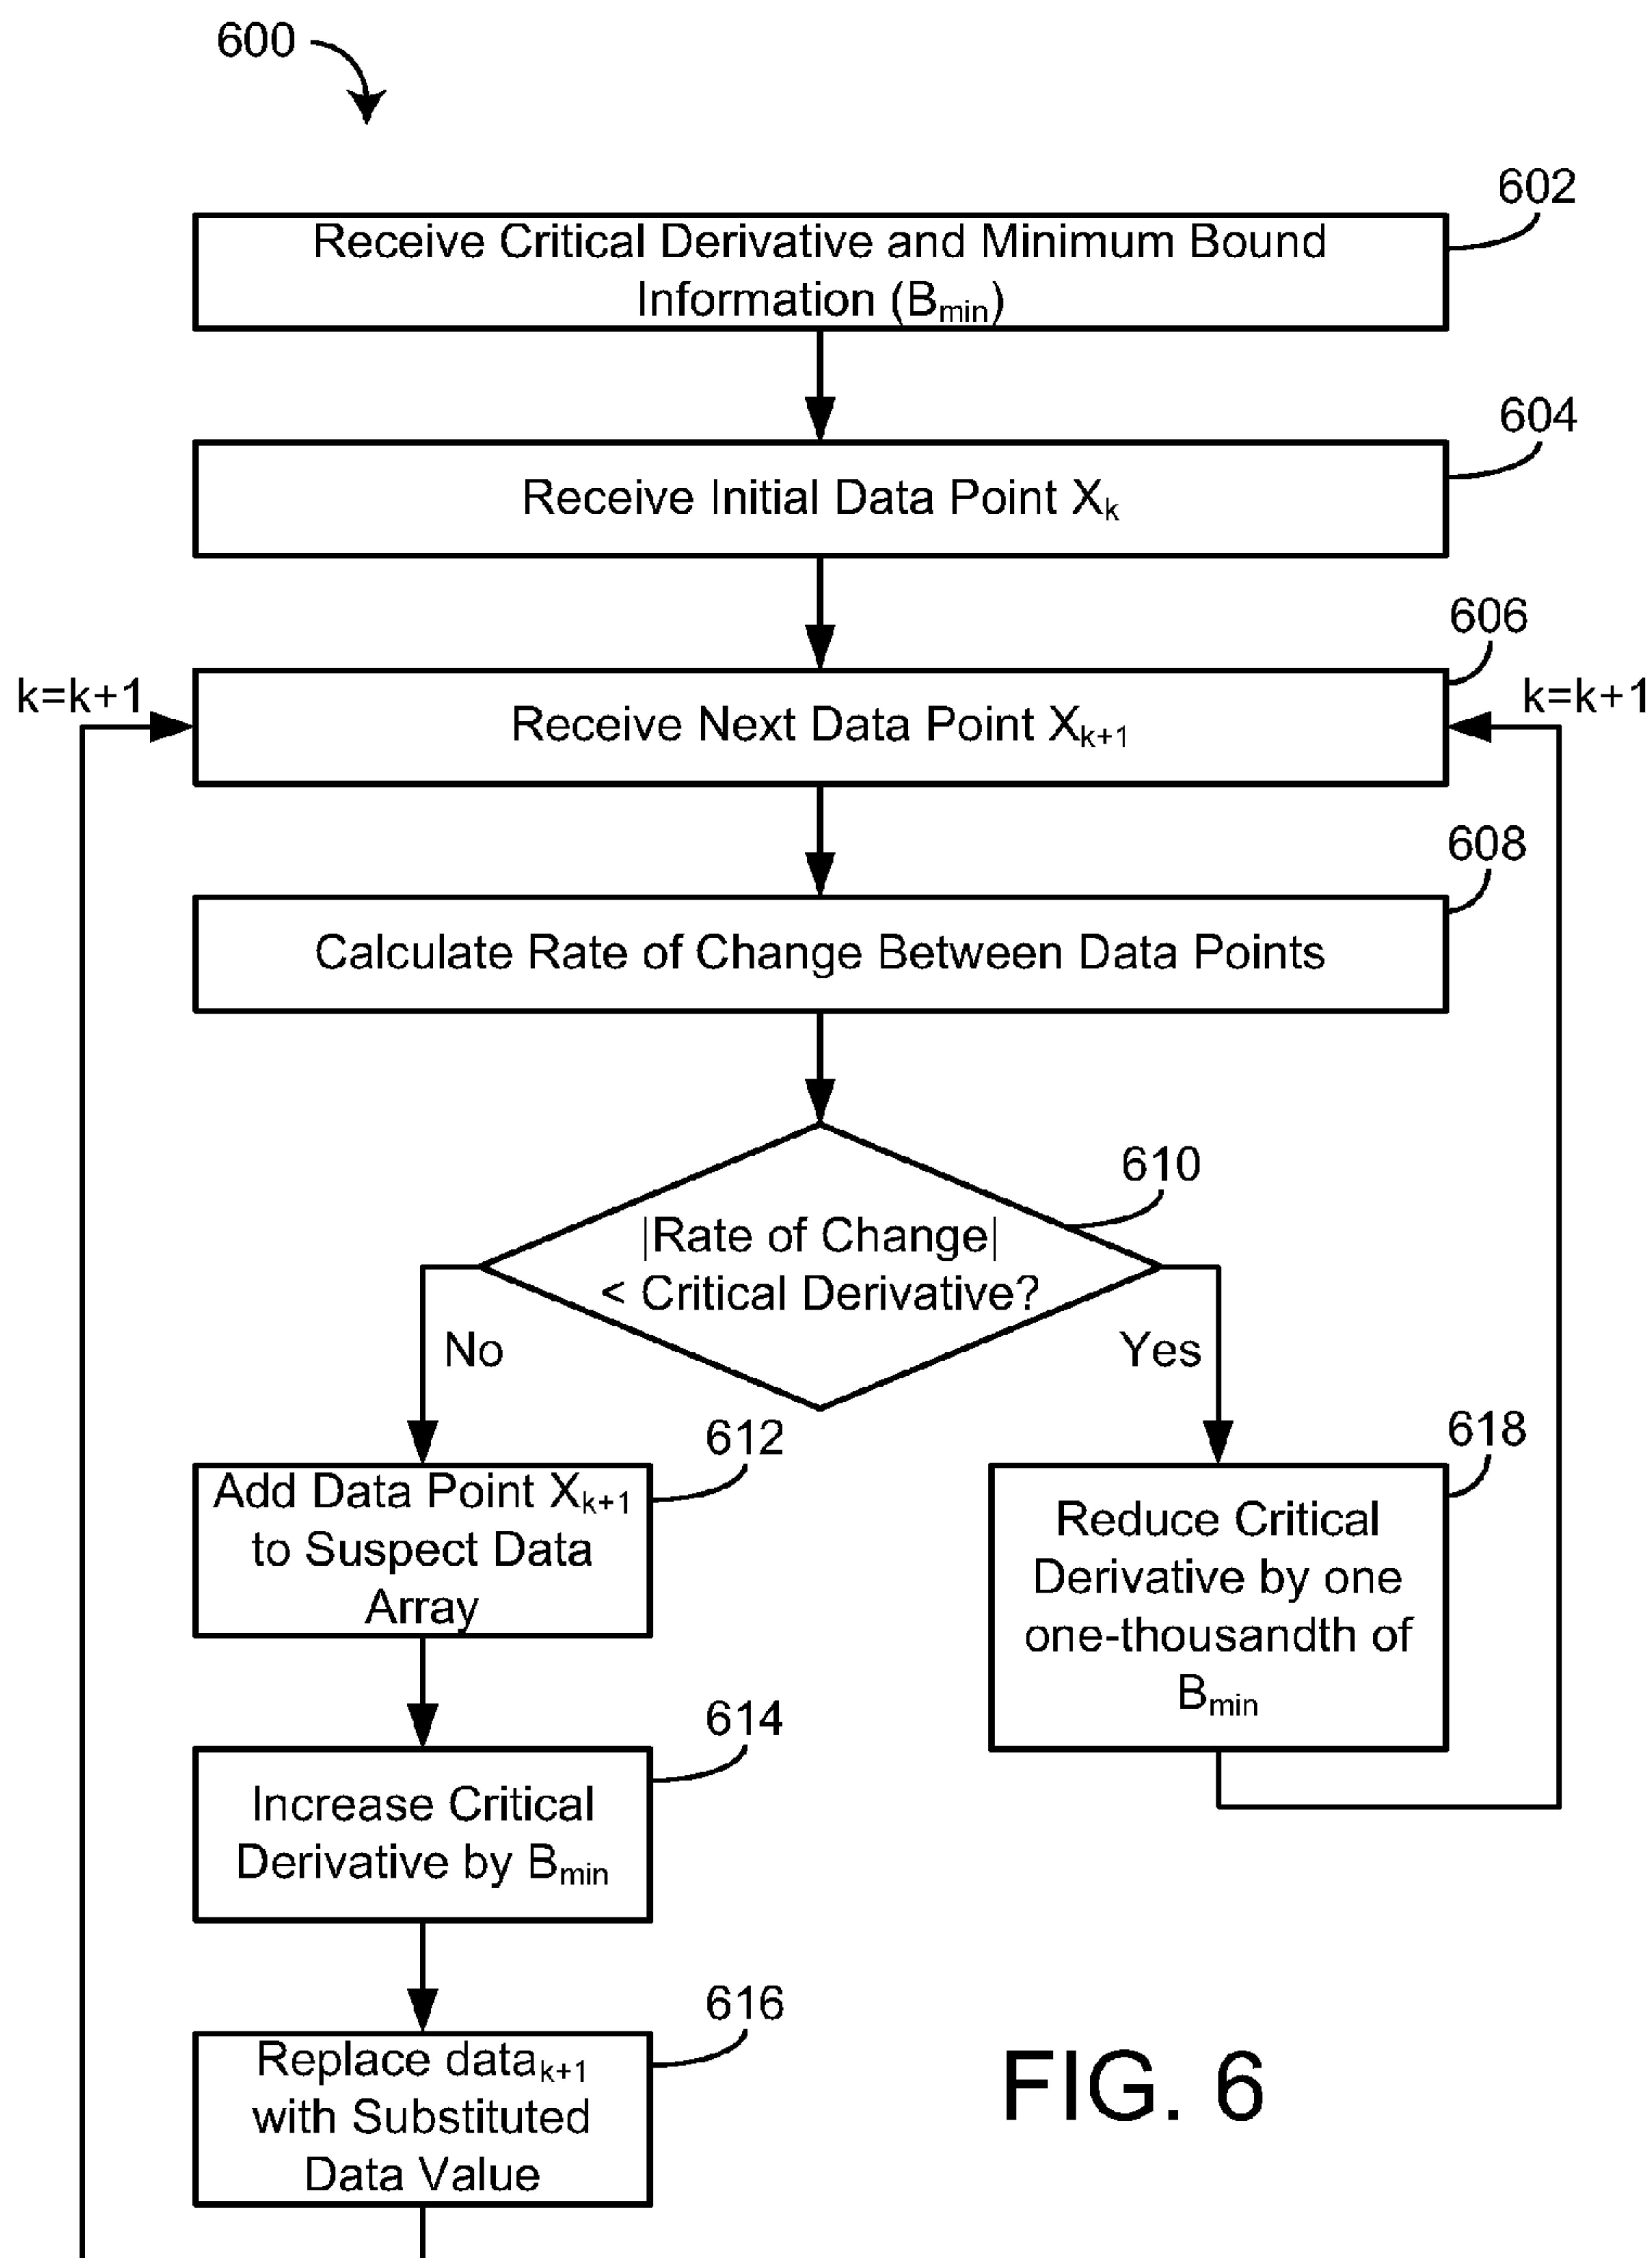 600
602
Receive Critical Derivative and Minimum Bound
Information (Bmin)
604
Receive Initial Data Point Xk
606
k=k+1
k=k+1
Receive Next Data Point Xk+1
608
Calculate Rate of Change Between Data Points
610
|Rate of Change|
< Critical Derivative?
No
Yes
612
Add Data Point Xk+1
to Suspect Data
Array
618
Reduce Critical
Derivative by one
one-thousandth of
Bmin
614
Increase Critical
Derivative by Bmin
616
Replace datak+1
with Substituted
Data Value
FIG. 6